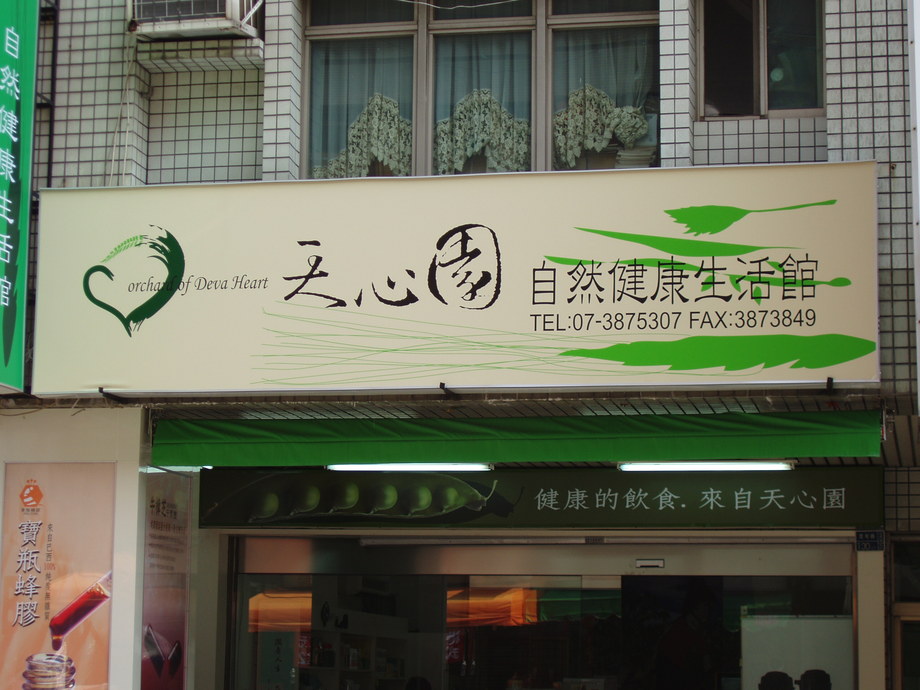 自然健康生活館
orchard of Deva Heart
天心園
自然健康生活館
TEL:07-3875307 FAX:3873849
健康的飲食.來自天心園
寶瓶蜂膠